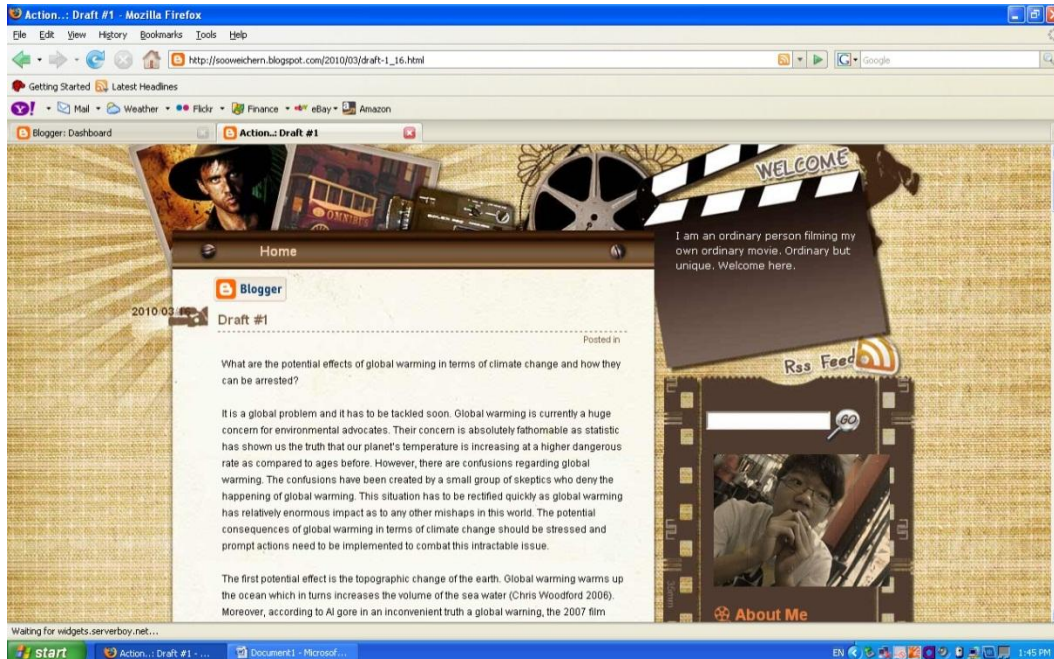 Action..: Draft #1 - Mozilla Firefox
File Edit View History Bookmarks Tools Help
http://sooweichern.blogspot.com/2010/03/draft-1_16.html
Google
Getting Started Latest Headlines
Mail Weather Flickr Finance eBay Amazon
Blogger: Dashboard
Action..: Draft #1
OMNIBUS
WELCOME
I am an ordinary person filming my
own ordinary movie. Ordinary but
unique. Welcome here.
Home
Blogger
2010 03 16
Draft #1
Posted in
What are the potential effects of global warming in terms of climate change and how they
can be arrested?
It is a global problem and it has to be tackled soon. Global warming is currently a huge
concern for environmental advocates. Their concern is absolutely fathomable as statistic
has shown us the truth that our planet's temperature is increasing at a higher dangerous
rate as compared to ages before. However, there are confusions regarding global
warming. The confusions have been created by a small group of skeptics who deny the
happening of global warming. This situation has to be rectified quickly as global warming
has relatively enormous impact as to any other mishaps in this world. The potential
consequences of global warming in terms of climate change should be stressed and
prompt actions need to be implemented to combat this intractable issue.
The first potential effect is the topographic change of the earth. Global warming warms up
the ocean which in turns increases the volume of the sea water (Chris Woodford 2006).
Moreover, according to Al gore in an inconvenient truth a global warming, the 2007 film
Rss Feed
GO
About Me
Waiting for widgets.serverboy.net...
start
Action..: Draft #1 - ...
Document1 - Microsof...
EN
1:45 PM